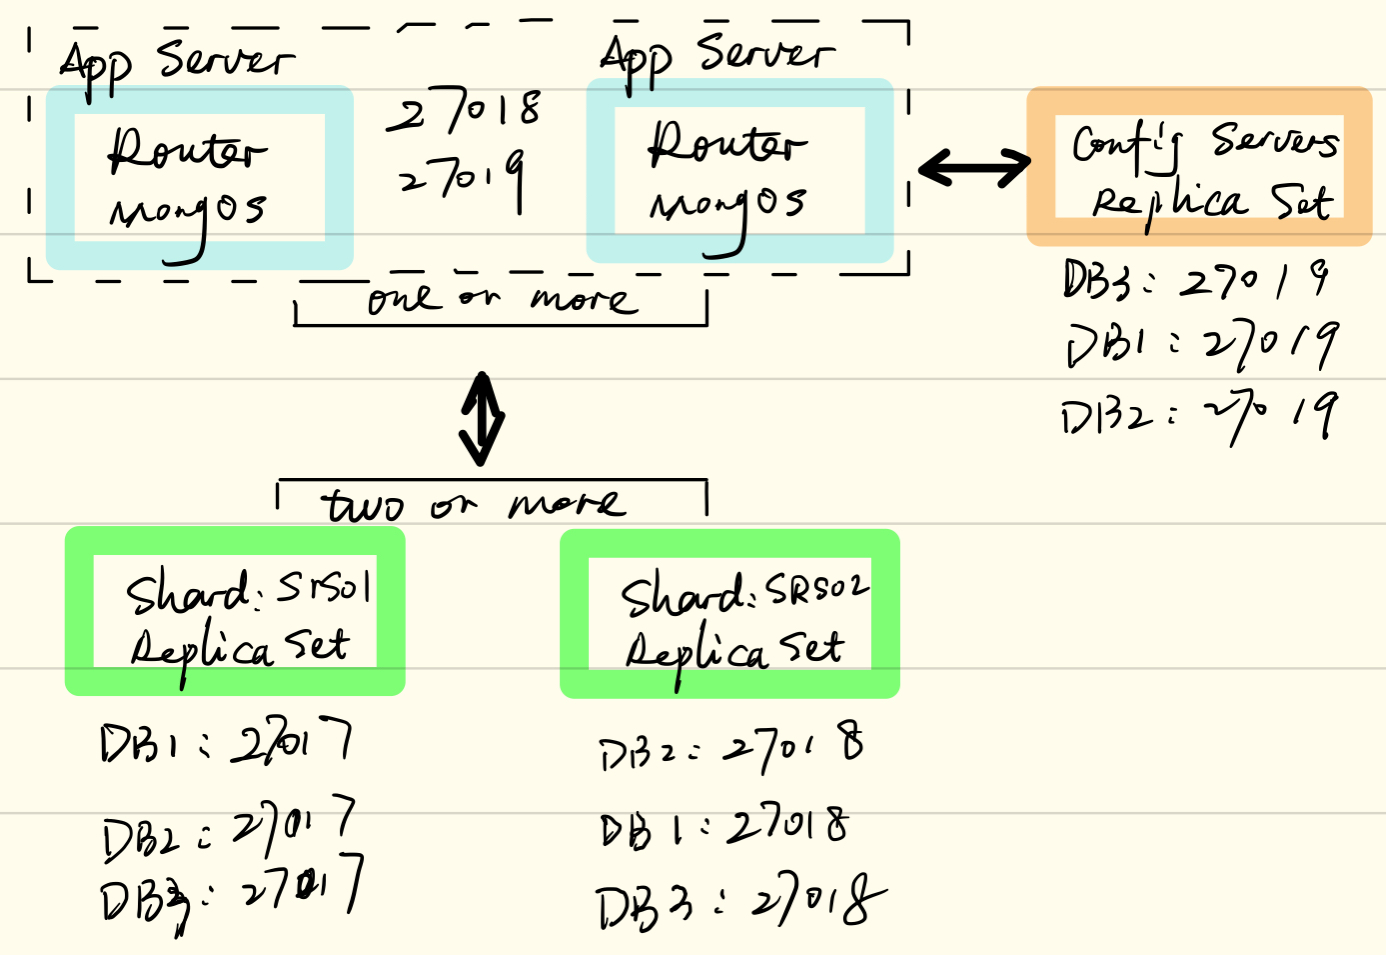 App Server
Router
MongOS
27018
27019
App Server
Router
MongOS
Config Servers
Replica Set
DB3: 27019
DB1: 27019
DB2: 27019
one or more
two or more
Shard: Srs01
Replica Set
DB1: 27017
DB2: 27017
DB3: 27017
Shard: SRS02
Replica Set
DB2: 27018
DB1: 27018
DB3: 27018